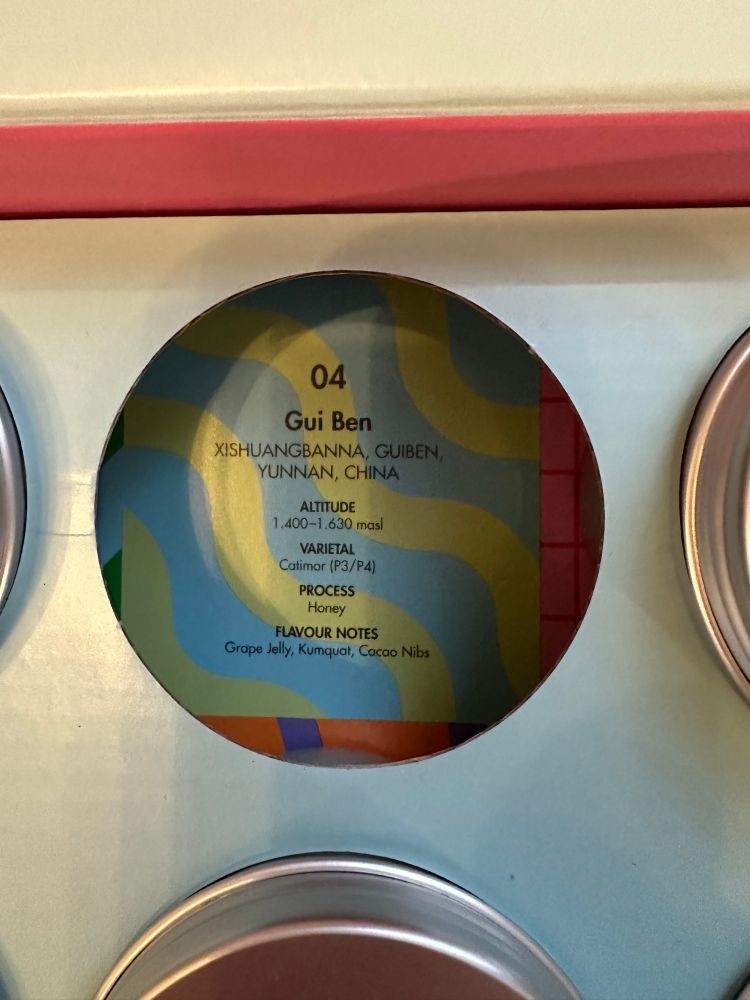 04
Gui Ben
XISHUANGBANNA, GUIBEN,
YUNNAN, CHINA
ALTITUDE
1.400–1.630 masl
VARIETAL
Catimor (P3/P4)
PROCESS
Honey
FLAVOUR NOTES
Grape Jelly, Kumquat, Cacao Nibs